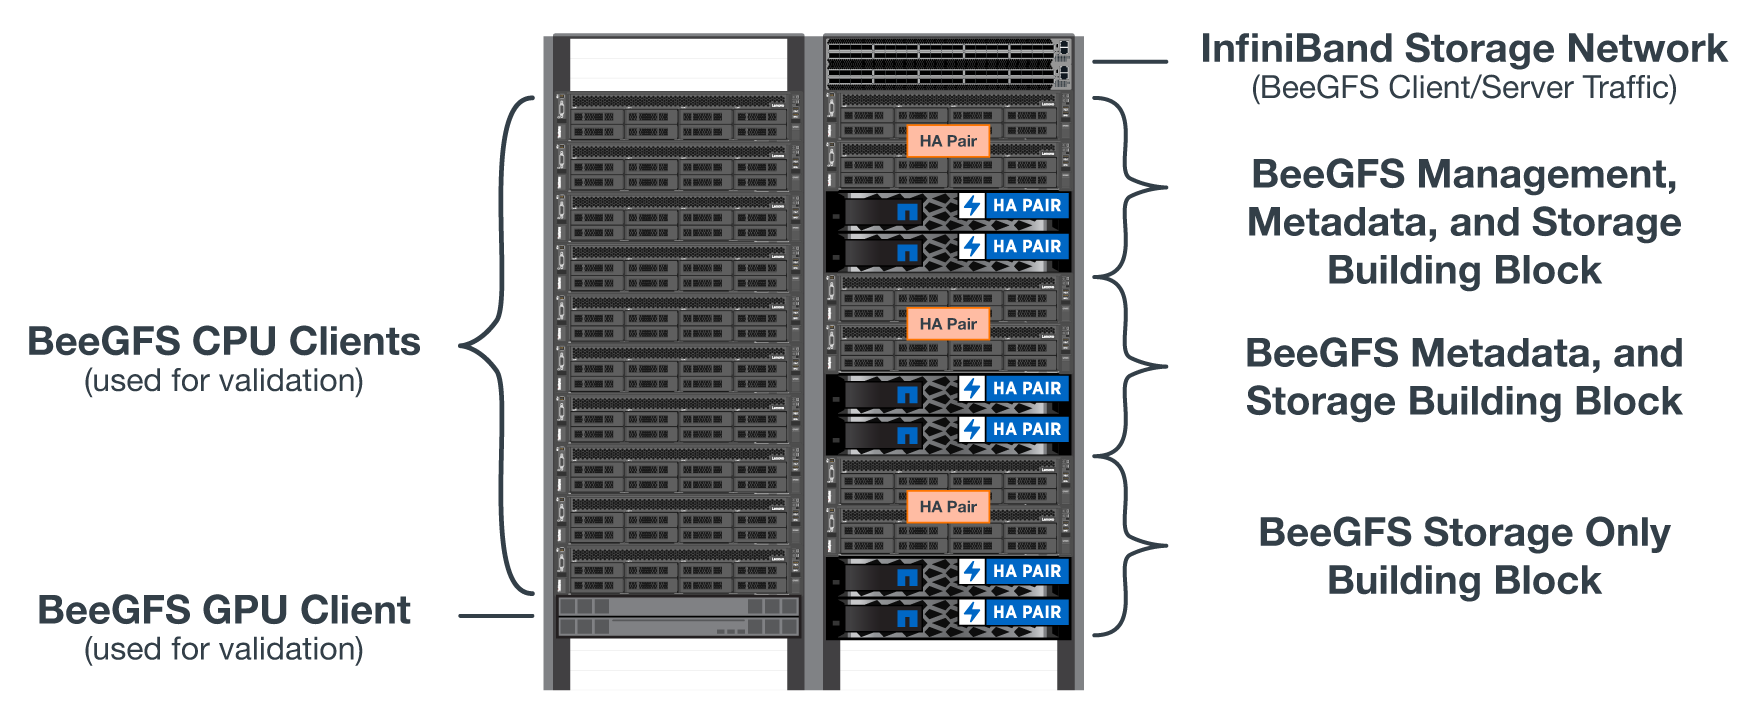 InfiniBand Storage Network
(BeeGFS Client/Server Traffic)
HA Pair
HA PAIR
HA PAIR
BeeGFS Management,
Metadata, and Storage
Building Block
HA Pair
HA PAIR
HA PAIR
BeeGFS Metadata, and
Storage Building Block
HA Pair
HA PAIR
HA PAIR
BeeGFS Storage Only
Building Block
BeeGFS CPU Clients
(used for validation)
BeeGFS GPU Client
(used for validation)